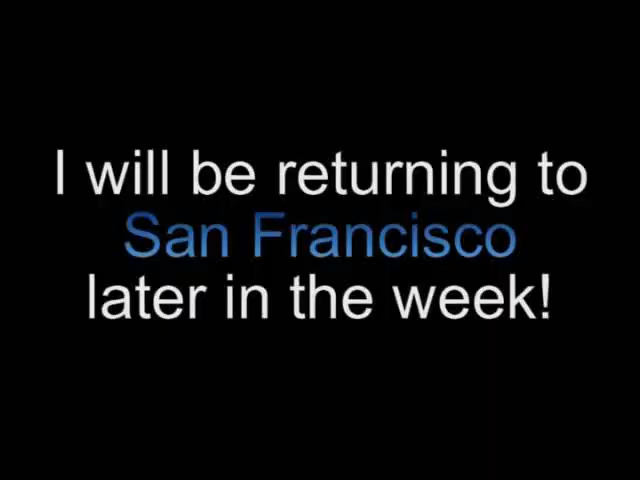 I will be returning to
San Francisco
later in the week!